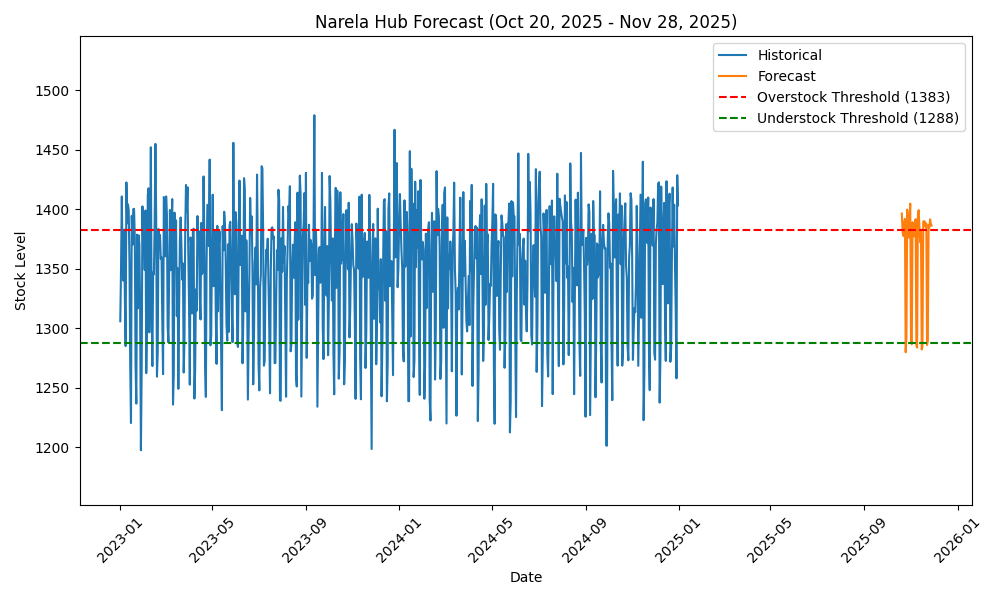 Narela Hub Forecast (Oct 20, 2025 - Nov 28, 2025)
Historical
Forecast
Overstock Threshold (1383)
Understock Threshold (1288)
Stock Level
1500
1450
1400
1350
1300
1250
1200
2023-01
2023-05
2023-09
2024-01
2024-05
2024-09
2025-01
2025-05
2025-09
2026-01
Date